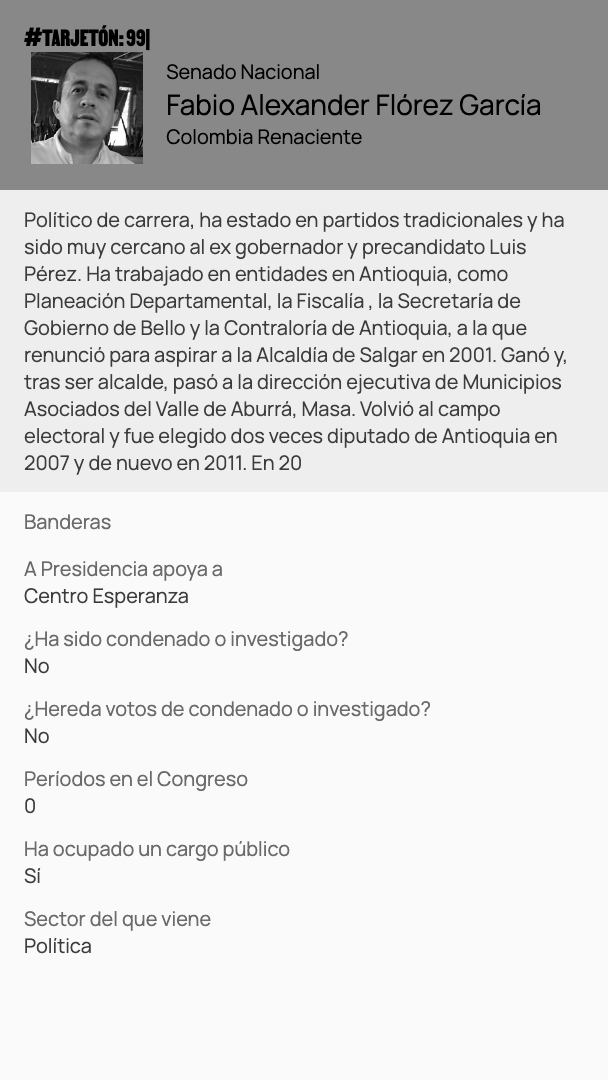 #TARJETÓN: 99|
Senado Nacional
Fabio Alexander Flórez García
Colombia Renaciente
Político de carrera, ha estado en partidos tradicionales y ha
sido muy cercano al ex gobernador y precandidato Luis
Pérez. Ha trabajado en entidades en Antioquia, como
Planeación Departamental, la Fiscalía , la Secretaría de
Gobierno de Bello y la Contraloría de Antioquia, a la que
renunció para aspirar a la Alcaldía de Salgar en 2001. Ganó y,
tras ser alcalde, pasó a la dirección ejecutiva de Municipios
Asociados del Valle de Aburrá, Masa. Volvió al campo
electoral y fue elegido dos veces diputado de Antioquia en
2007 y de nuevo en 2011. En 20
Banderas
A Presidencia apoya a
Centro Esperanza
¿Ha sido condenado o investigado?
No
¿Hereda votos de condenado o investigado?
No
Períodos en el Congreso
0
Ha ocupado un cargo público
Sí
Sector del que viene
Política